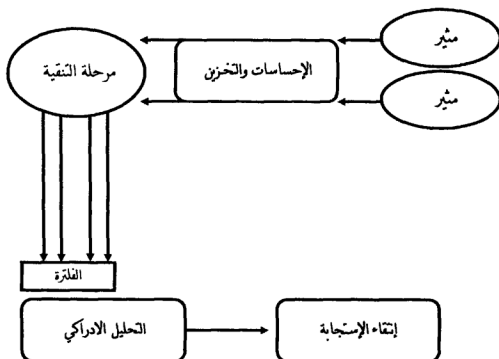 مثير
الإحساسات والتخزين
مرحلة التنقية
مثير
الفلترة
التحليل الادراكي
إنتقاء الإستجابة